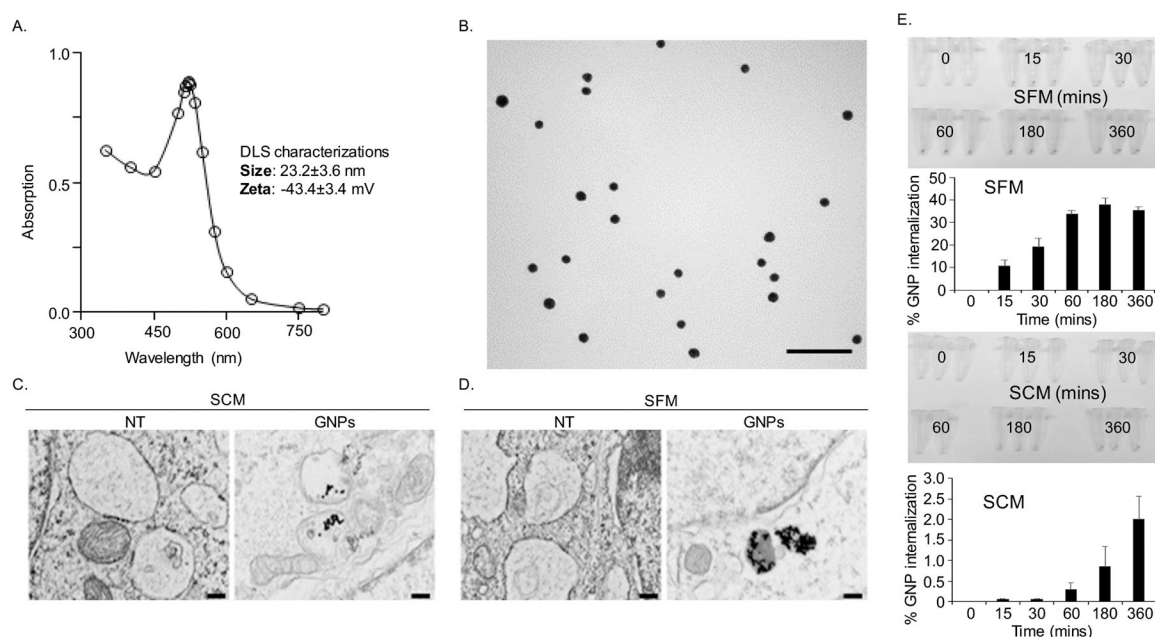 A.
1.0
0.5
0.0
Absorption
300
450
600
750
Wavelength (nm)
DLS characterizations
Size: 23.2±3.6 nm
Zeta: -43.4±3.4 mV
B.
C.
SCM
NT
GNPs
D.
SFM
NT
GNPs
E.
0
15
30
SFM (mins)
60
180
360
SFM
% GNP internalization
50
40
30
20
10
0
0
15
30
60
180
360
Time (mins)
0
15
30
SCM (mins)
60
180
360
SCM
% GNP internalization
3.0
2.5
2.0
1.5
1.0
0.5
0
0
15
30
60
180
360
Time (mins)